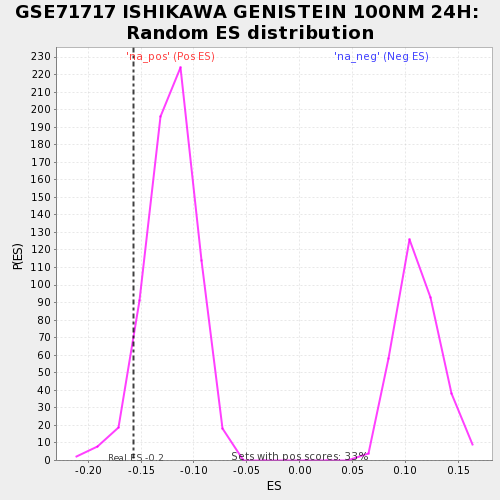 GSE71717 ISHIKAWA GENISTEIN 100NM 24H:
Random ES distribution
'na_pos' (Pos ES)
'na_neg' (Neg ES)
230
220
210
200
190
180
170
160
150
140
130
120
110
100
90
80
70
60
50
40
30
20
10
0
P(ES)
Real ES -0.2
Sets with pos scores: 33%
-0.20 -0.15 -0.10 -0.05 0.00 0.05 0.10 0.15
ES